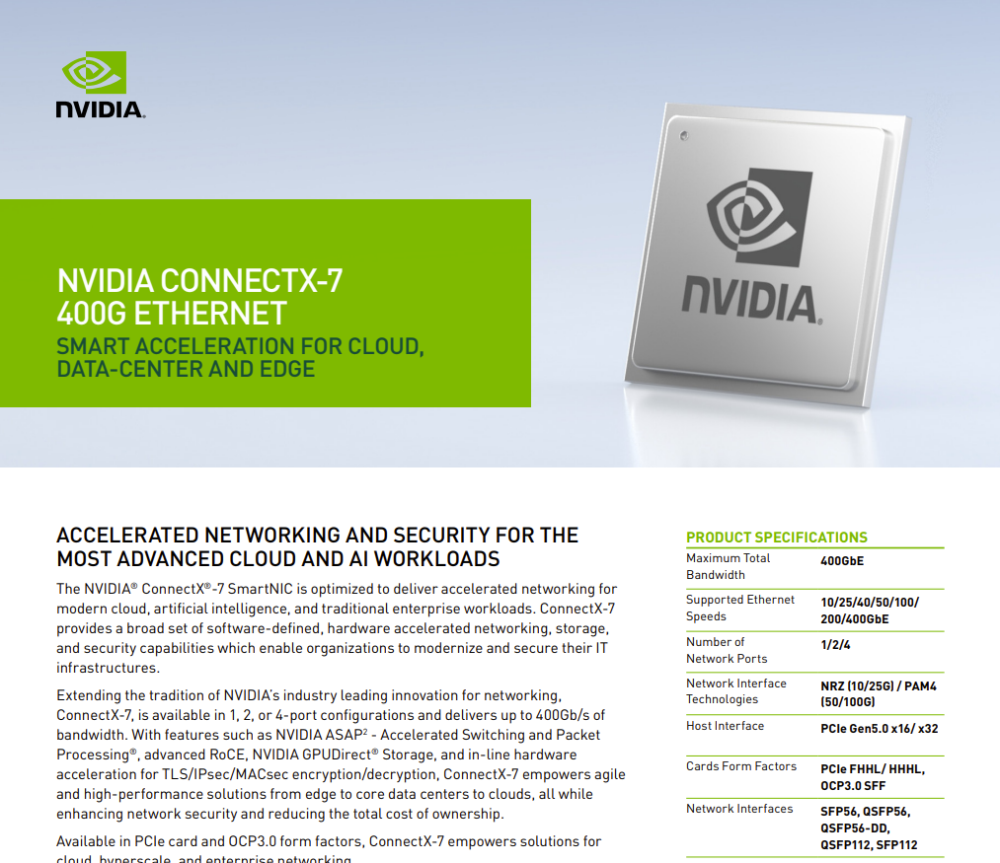 NVIDIA.
NVIDIA.
NVIDIA CONNECTX-7
400G ETHERNET
SMART ACCELERATION FOR CLOUD,
DATA-CENTER AND EDGE
ACCELERATED NETWORKING AND SECURITY FOR THE
MOST ADVANCED CLOUD AND AI WORKLOADS
The NVIDIA® ConnectX®-7 SmartNIC is optimized to deliver accelerated networking for
modern cloud, artificial intelligence, and traditional enterprise workloads. ConnectX-7
provides a broad set of software-defined, hardware accelerated networking, storage,
and security capabilities which enable organizations to modernize and secure their IT
infrastructures.
Extending the tradition of NVIDIA's industry leading innovation for networking,
ConnectX-7, is available in 1, 2, or 4-port configurations and delivers up to 400Gb/s of
bandwidth. With features such as NVIDIA ASAP² - Accelerated Switching and Packet
Processing®, advanced RoCE, NVIDIA GPUDirect® Storage, and in-line hardware
acceleration for TLS/IPsec/MACsec encryption/decryption, ConnectX-7 empowers agile
and high-performance solutions from edge to core data centers to clouds, all while
enhancing network security and reducing the total cost of ownership.
Available in PCIe card and OCP3.0 form factors, ConnectX-7 empowers solutions for
cloud, hyperscale, and enterprise networking.
PRODUCT SPECIFICATIONS
Maximum Total 400GbE
Bandwidth
Supported Ethernet 10/25/40/50/100/
Speeds 200/400GbE
Number of 1/2/4
Network Ports
Network Interface NRZ (10/25G) / PAM4
Technologies (50/100G)
Host Interface PCIe Gen5.0 x16/ x32
Cards Form Factors PCIe FHHL/ HHHL,
OCP3.0 SFF
Network Interfaces SFP56, QSFP56,
QSFP56-DD,
QSFP112, SFP112